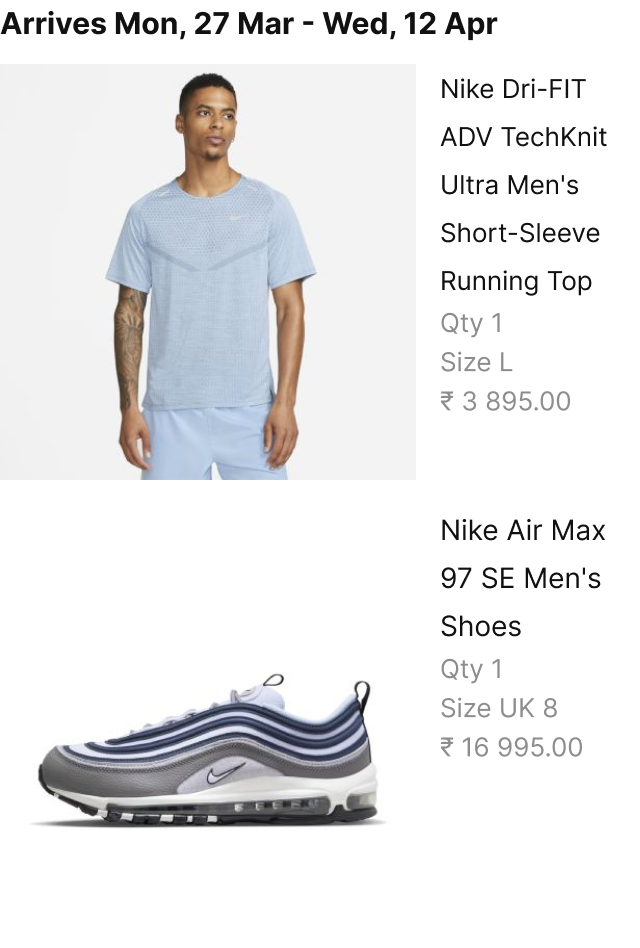 Arrives Mon, 27 Mar - Wed, 12 Apr
Nike Dri-FIT
ADV TechKnit
Ultra Men's
Short-Sleeve
Running Top
Qty 1
Size L
₹ 3 895.00
Nike Air Max
97 SE Men's
Shoes
Qty 1
Size UK 8
₹ 16 995.00